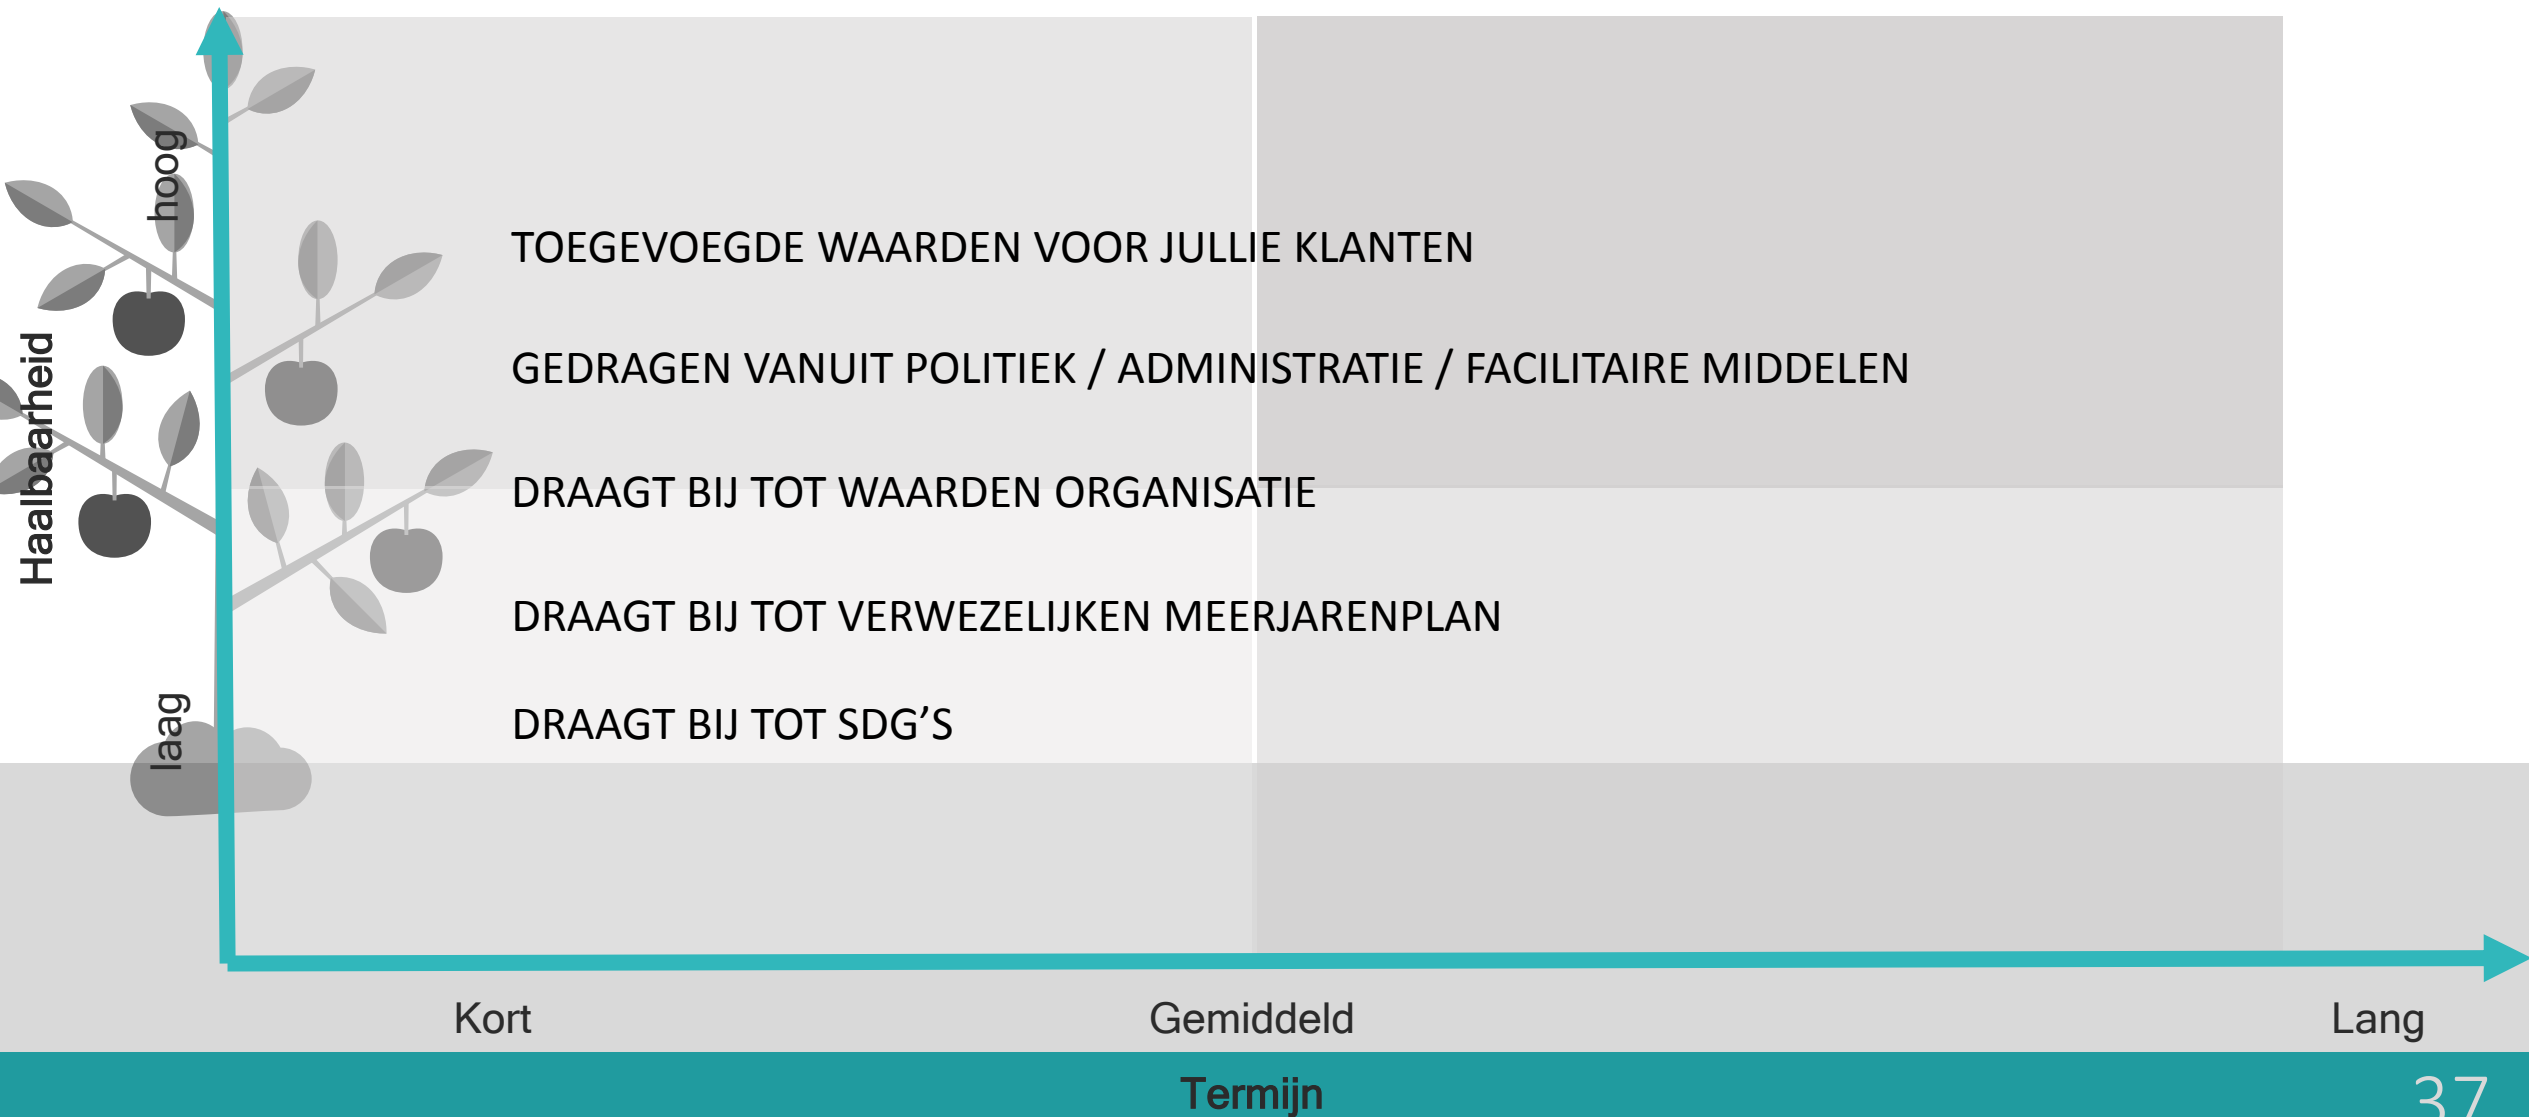 hoog
TOEGEVOEGDE WAARDEN VOOR JULLIE KLANTEN
GEDRAGEN VANUIT POLITIEK / ADMINISTRATIE / FACILITAIRE MIDDELEN
Haalbaarheid
DRAAGT BIJ TOT WAARDEN ORGANISATIE
DRAAGT BIJ TOT VERWEZELIJKEN MEERJARENPLAN
laag
DRAAGT BIJ TOT SDG’S
Kort
Gemiddeld
Lang
Termijn
37